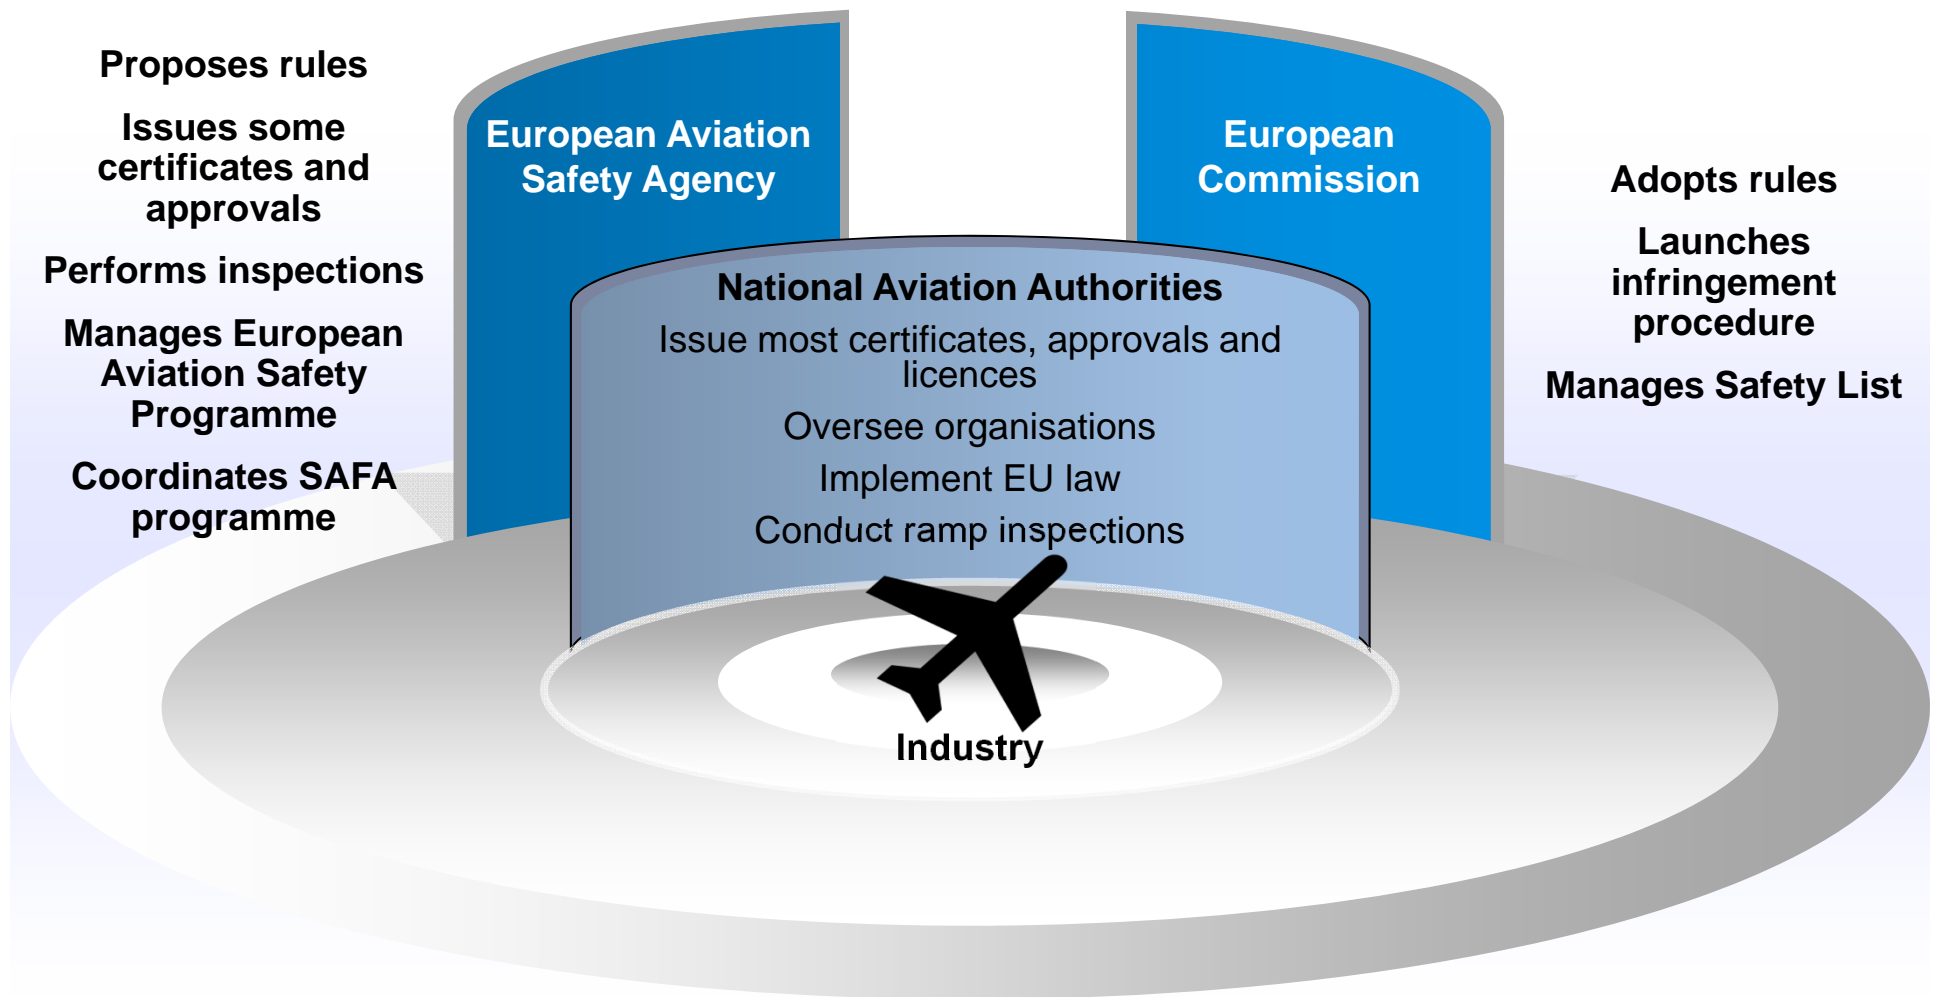 Proposes rules
Issues some
certificates and
approvals
Performs inspections
Manages European
Aviation Safety
Programme
Coordinates SAFA
programme
European Aviation
Safety Agency
European
Commission
Adopts rules
Launches
infringement
procedure
Manages Safety List
National Aviation Authorities
Issue most certificates, approvals and
licences
Oversee organisations
Implement EU law
Conduct ramp inspections
Industry